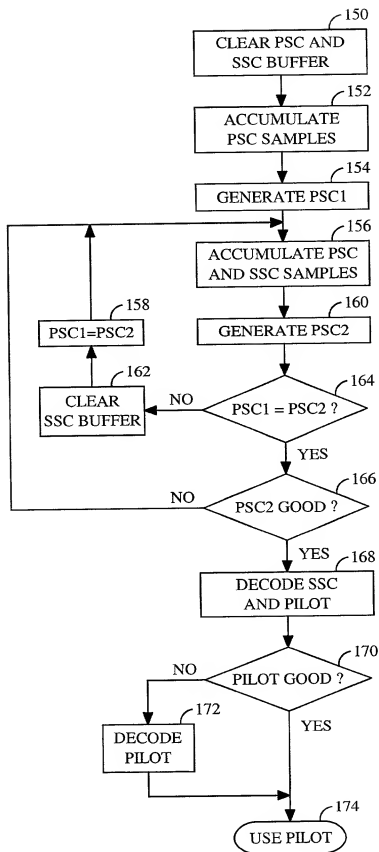 150
CLEAR PSC AND
SSC BUFFER
152
ACCUMULATE
PSC SAMPLES
154
GENERATE PSC1
156
ACCUMULATE PSC
AND SSC SAMPLES
158
PSC1=PSC2
160
GENERATE PSC2
162
CLEAR
SSC BUFFER
NO
164
PSC1 = PSC2 ?
YES
166
NO
PSC2 GOOD ?
YES
168
DECODE SSC
AND PILOT
170
NO
PILOT GOOD ?
172
YES
DECODE
PILOT
174
USE PILOT